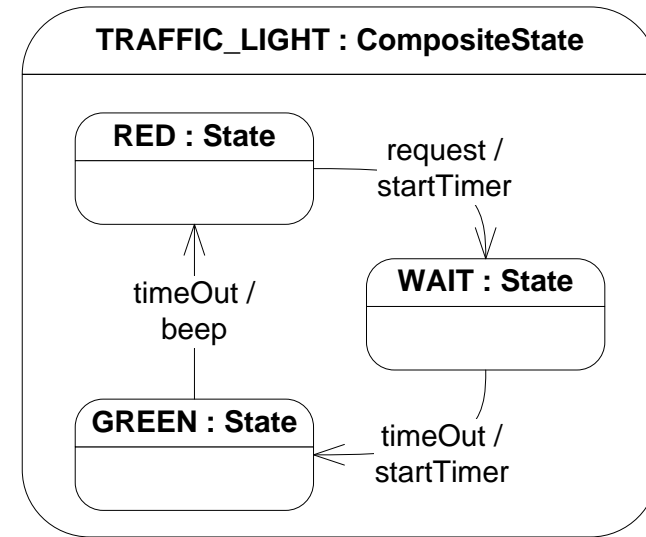 TRAFFIC_LIGHT : CompositeState
RED : State
request /
startTimer
WAIT : State
timeOut /
beep
GREEN : State
timeOut /
startTimer